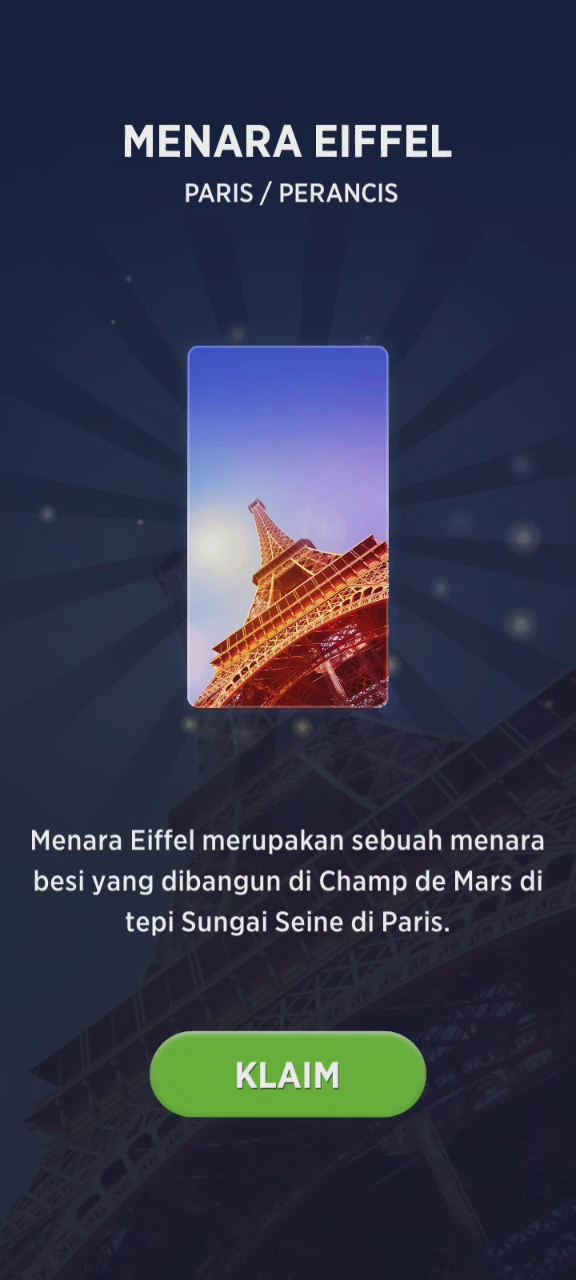 MENARA EIFFEL
PARIS / PERANCIS
Menara Eiffel merupakan sebuah menara
besi yang dibangun di Champ de Mars di
tepi Sungai Seine di Paris.
KLAIM